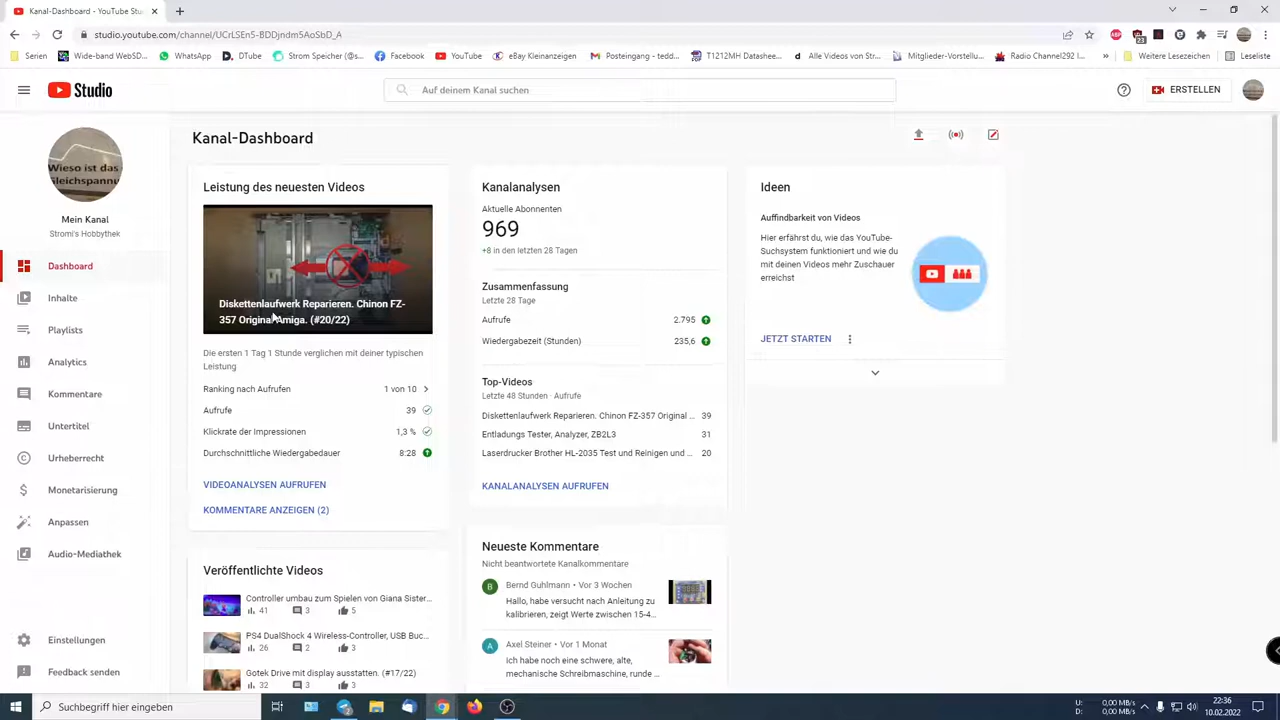 Kanal-Dashboard - YouTube Stu
studio.youtube.com/channel/UCrLSEn5-BDDjndm5AoSbD_A
Serien
Wide-band WebSD...
WhatsApp
DTube
Strom Speicher (@s...
Facebook
YouTube
eBay Kleinanzeigen
Posteingang - tedd...
T1212MH Datashee...
Alle Videos von Str...
Mitglieder-Vorstellu...
Radio Channel292 I...
»
Weitere Lesezeichen
Leseliste
Studio
Auf deinem Kanal suchen
ERSTELLEN
Wieso ist das
Gleichspannu
Mein Kanal
Stromi's Hobbythek
Dashboard
Inhalte
Playlists
Analytics
Kommentare
Untertitel
Urheberrecht
Monetarisierung
Anpassen
Audio-Mediathek
Einstellungen
Feedback senden
Kanal-Dashboard
Leistung des neuesten Videos
Diskettenlaufwerk Reparieren. Chinon FZ-
357 Original Amiga. (#20/22)
Die ersten 1 Tag 1 Stunde verglichen mit deiner typischen
Leistung
Ranking nach Aufrufen 1 von 10
Aufrufe 39
Klickrate der Impressionen 1,3 %
Durchschnittliche Wiedergabedauer 8:28
VIDEOANALYSEN AUFRUFEN
KOMMENTARE ANZEIGEN (2)
Veröffentlichte Videos
Controller umbau zum Spielen von Giana Sister...
41 3 5
PS4 DualShock 4 Wireless-Controller, USB Buc...
26 2 3
Gotek Drive mit display ausstatten. (#17/22)
32 3 3
Kanalanalysen
Aktuelle Abonnenten
969
+8 in den letzten 28 Tagen
Zusammenfassung
Letzte 28 Tage
Aufrufe 2.795
Wiedergabezeit (Stunden) 235,6
Top-Videos
Letzte 48 Stunden · Aufrufe
Diskettenlaufwerk Reparieren. Chinon FZ-357 Original ... 39
Entladungs Tester, Analyzer, ZB2L3 31
Laserdrucker Brother HL-2035 Test und Reinigen und ... 20
KANALANALYSEN AUFRUFEN
Neueste Kommentare
Nicht beantwortete Kanalkommentare
B
Bernd Guhlmann • Vor 3 Wochen
Hallo, habe versucht nach Anleitung zu
kalibrieren, zeigt Werte zwischen 15-4...
A
Axel Steiner • Vor 1 Monat
Ich habe noch eine schwere, alte,
mechanische Schreibmaschine, runde ...
Ideen
Auffindbarkeit von Videos
Hier erfährst du, wie das YouTube-
Suchsystem funktioniert und wie du
mit deinen Videos mehr Zuschauer
erreichst
JETZT STARTEN
Suchbegriff hier eingeben
U: 0,00 MB/s
D: 0,00 MB/s
22:36
10.02.2022